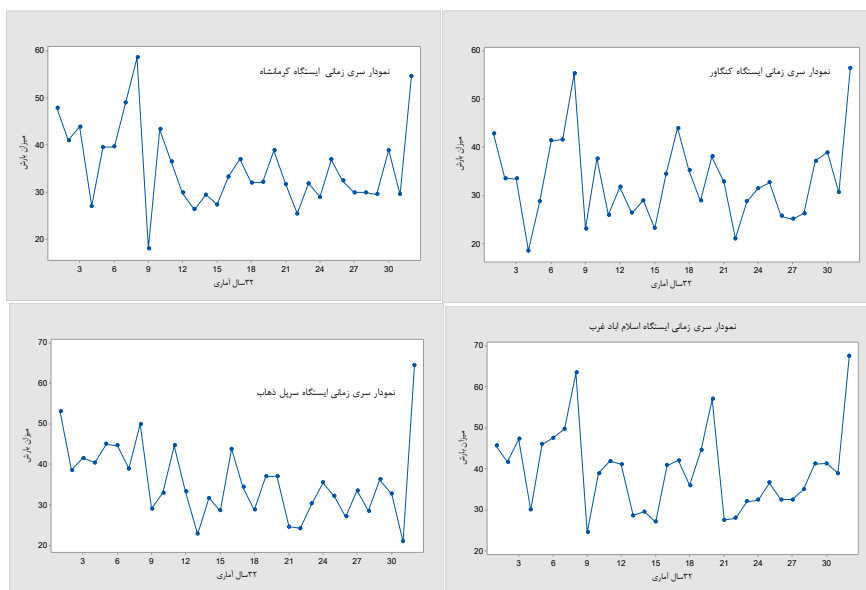 نمودار سری زمانی ایستگاه کرمانشاه
میزان بارش
60
50
40
30
20
3 6 9 12 15 18 21 24 27 30
۳۲سال آماری
نمودار سری زمانی ایستگاه کنگاور
میزان بارش
60
50
40
30
20
3 6 9 12 15 18 21 24 27 30
۳۲سال آماری
نمودار سری زمانی ایستگاه سرپل ذهاب
میزان بارش
70
60
50
40
30
20
3 6 9 12 15 18 21 24 27 30
۳۲سال آماری
نمودار سری زمانی ایستگاه اسلام اباد غرب
میزان بارش
70
60
50
40
30
20
3 6 9 12 15 18 21 24 27 30
۳۲سال آماری